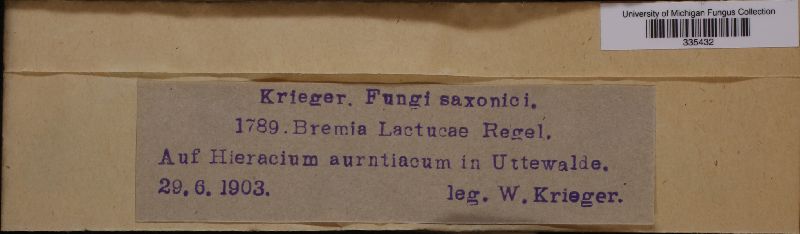 University of Michigan Fungus Collection
335432
Krieger. Fungi saxonici.
1789. Bremia Lactucae Regel.
Auf Hieracium aurntiacum in Uttewalde.
29. 6. 1903. leg. W. Krieger.